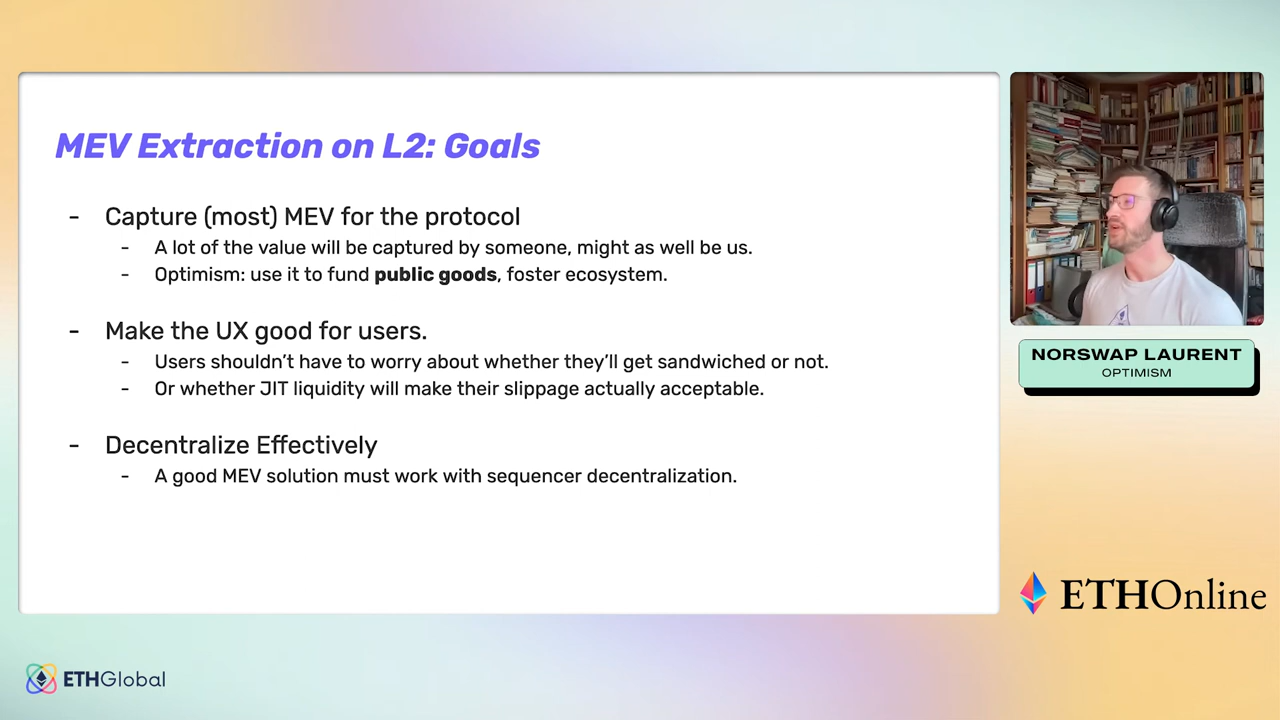 MEV Extraction on L2: Goals
- Capture (most) MEV for the protocol
- A lot of the value will be captured by someone, might as well be us.
- Optimism: use it to fund public goods, foster ecosystem.
- Make the UX good for users.
- Users shouldn't have to worry about whether they'll get sandwiched or not.
- Or whether JIT liquidity will make their slippage actually acceptable.
- Decentralize Effectively
- A good MEV solution must work with sequencer decentralization.
NORSWAP LAURENT
OPTIMISM
ETHOnline
ETHGlobal